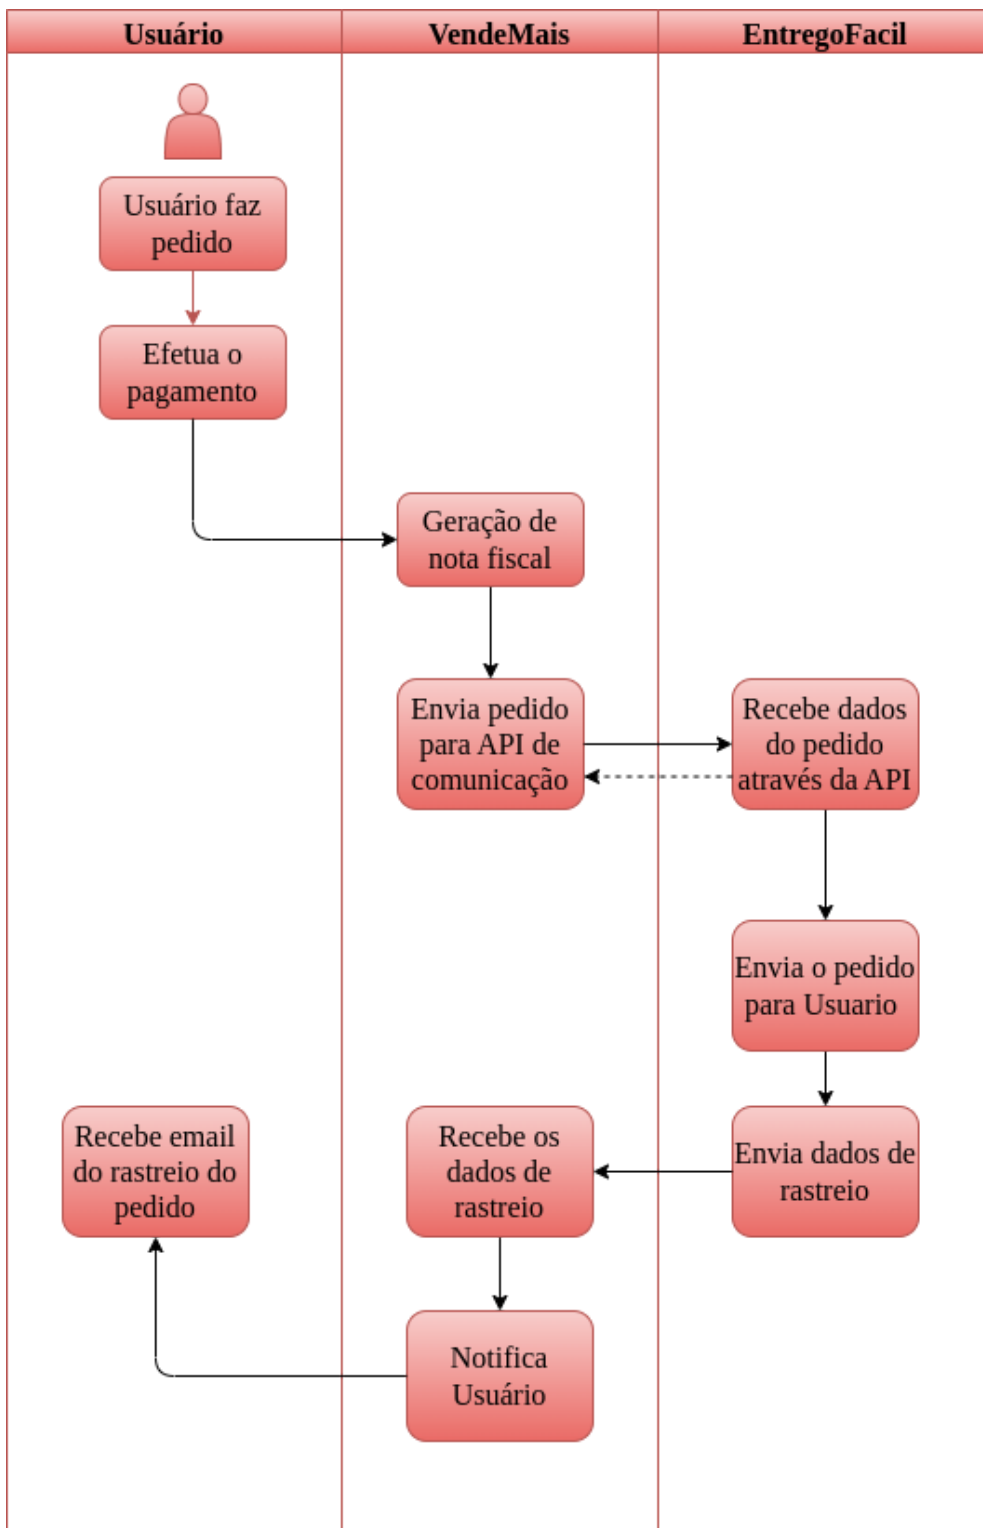 Usuário
VendeMais
EntregoFacil
Usuário faz
pedido
Efetua o
pagamento
Geração de
nota fiscal
Envia pedido
para API de
comunicação
Recebe dados
do pedido
através da API
Envia o pedido
para Usuario
Envia dados de
rastreio
Recebe os
dados de
rastreio
Notifica
Usuário
Recebe email
do rastreio do
pedido